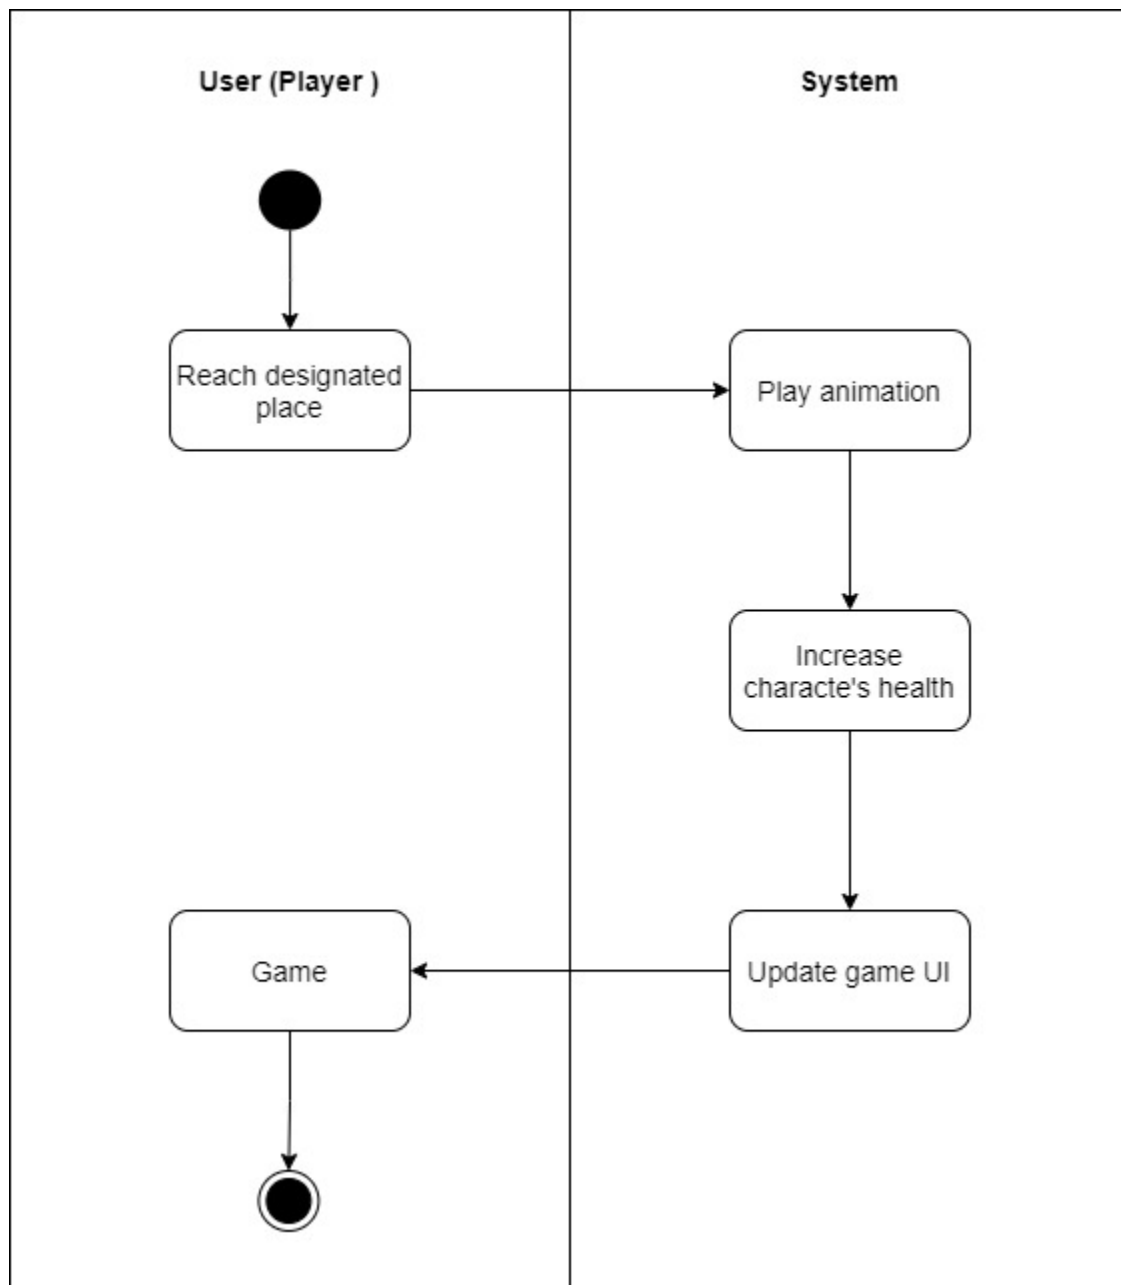 User (Player )
System
Reach designated
place
Play animation
Increase
characte's health
Game
Update game UI